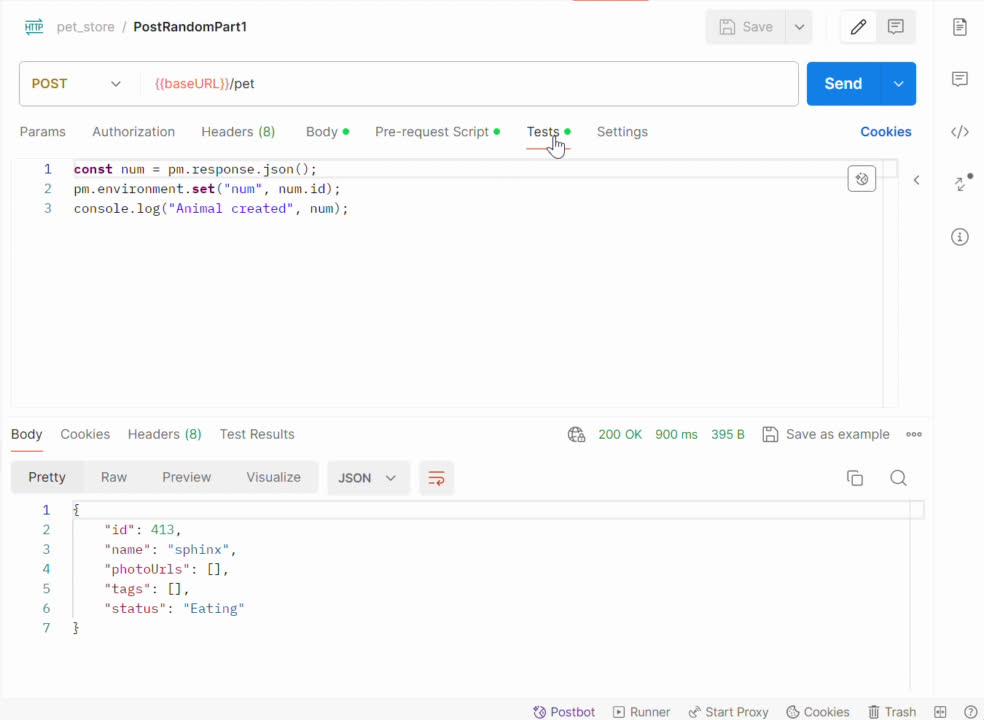 HTTP pet_store / PostRandomPart1 Save
POST {{baseURL}}/pet Send
Params Authorization Headers (8) Body Pre-request Script Tests Settings Cookies
1 const num = pm.response.json();
2 pm.environment.set("num", num.id);
3 console.log("Animal created", num);
Body Cookies Headers (8) Test Results 200 OK 900 ms 395 B Save as example
Pretty Raw Preview Visualize JSON
1 {
2 "id": 413,
3 "name": "sphinx",
4 "photoUrls": [],
5 "tags": [],
6 "status": "Eating"
7 }
Postbot Runner Start Proxy Cookies Trash